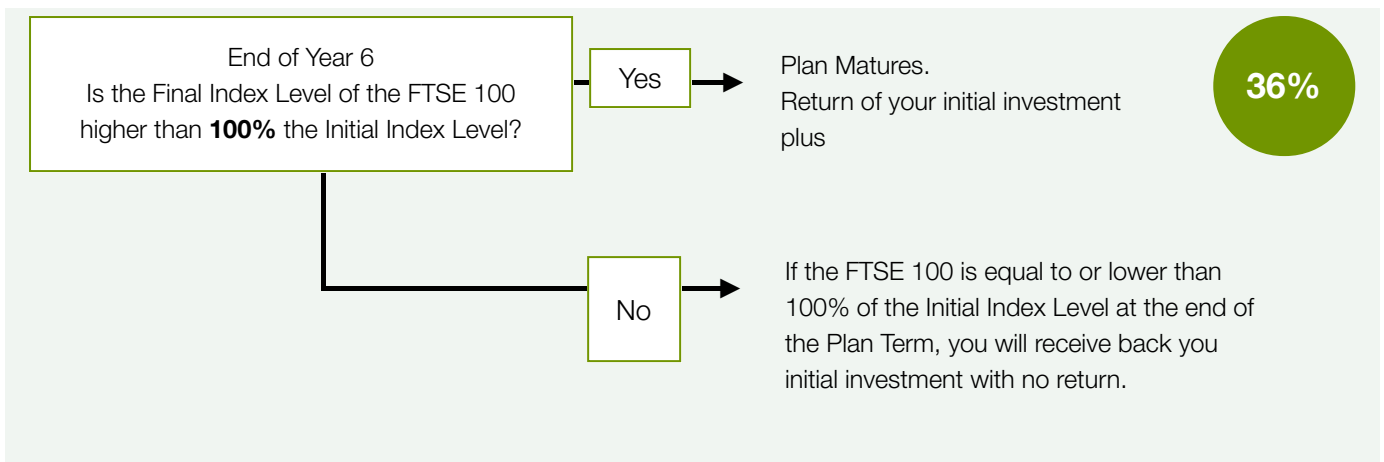 End of Year 6
Is the Final Index Level of the FTSE 100
higher than 100% the Initial Index Level?
Yes
Plan Matures.
Return of your initial investment
plus
36%
No
If the FTSE 100 is equal to or lower than
100% of the Initial Index Level at the end of
the Plan Term, you will receive back you
initial investment with no return.